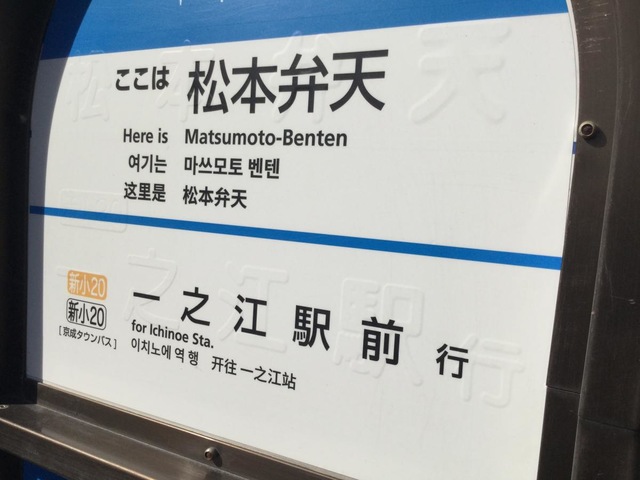 ここは 松本弁天
Here is Matsumoto-Benten
여기는 마쓰모토 벤텐
这里是 松本弁天
新小20
新小20
[京成タウンバス]
一之江駅前 行
for Ichinoe Sta.
이치노에 역 행 开往 一之江站